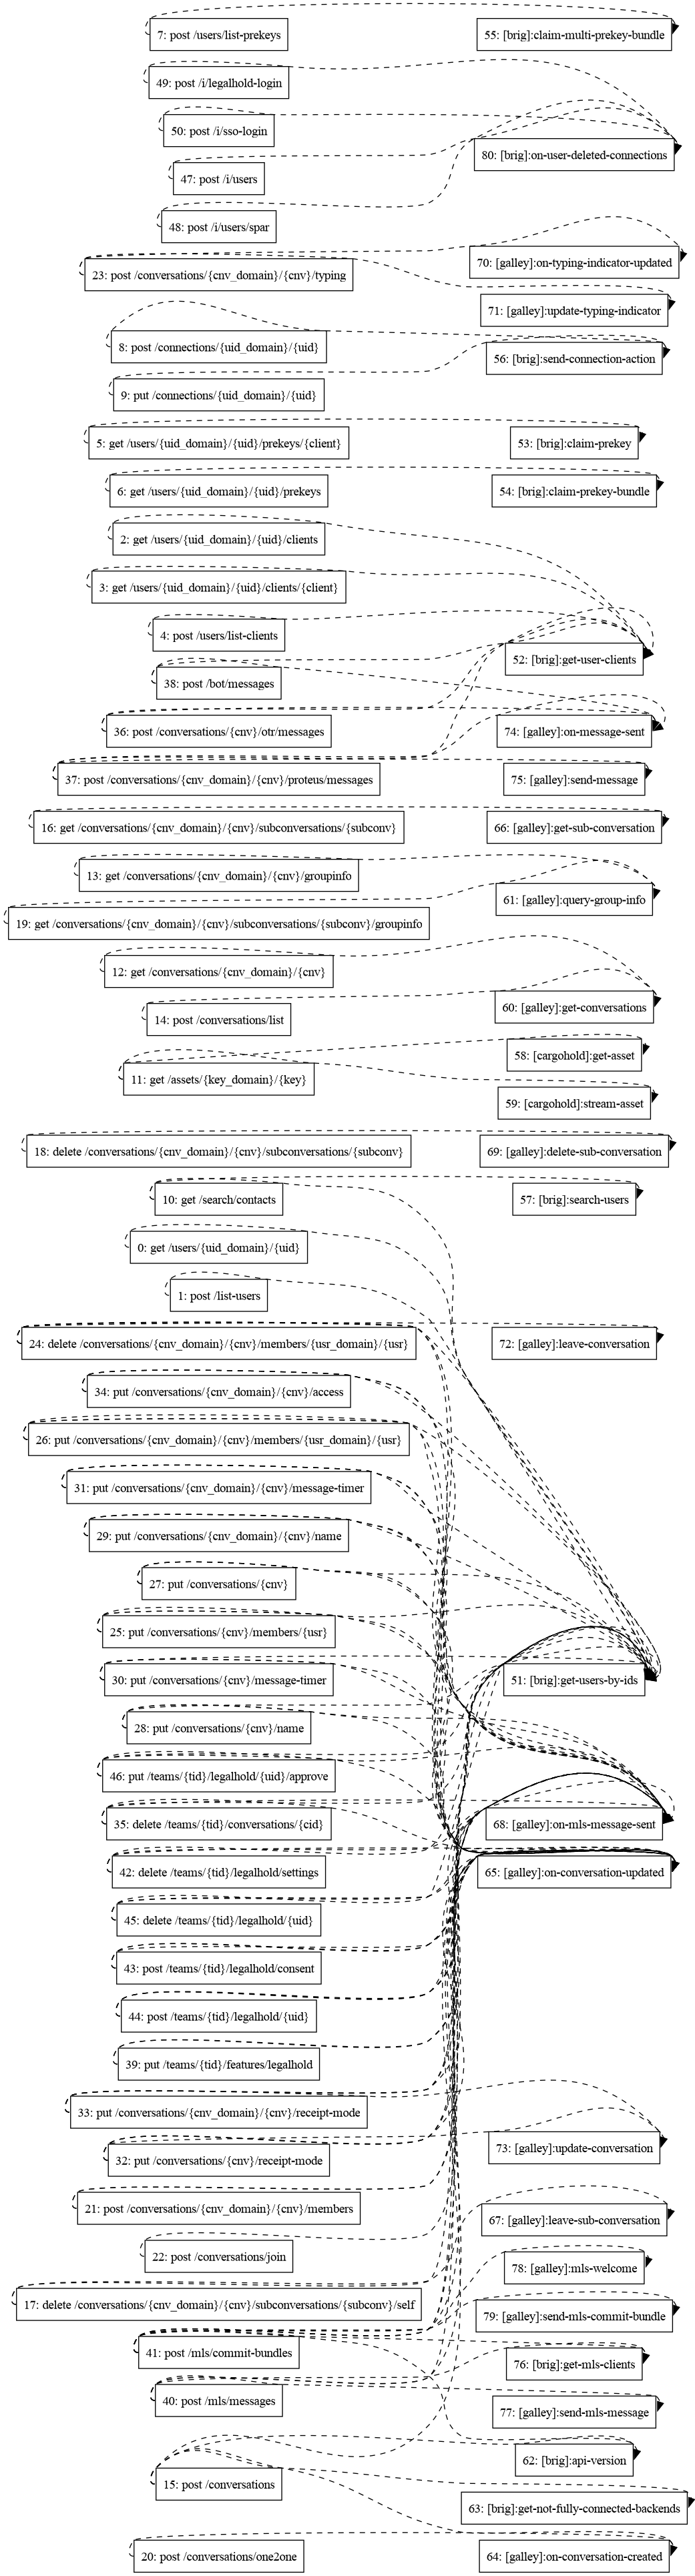 7: post /users/list-prekeys
55: [brig]:claim-multi-prekey-bundle
49: post /i/legalhold-login
50: post /i/sso-login
80: [brig]:on-user-deleted-connections
47: post /i/users
48: post /i/users/spar
70: [galley]:on-typing-indicator-updated
23: post /conversations/{cnv_domain}/{cnv}/typing
71: [galley]:update-typing-indicator
8: post /connections/{uid_domain}/{uid}
56: [brig]:send-connection-action
9: put /connections/{uid_domain}/{uid}
5: get /users/{uid_domain}/{uid}/prekeys/{client}
53: [brig]:claim-prekey
6: get /users/{uid_domain}/{uid}/prekeys
54: [brig]:claim-prekey-bundle
2: get /users/{uid_domain}/{uid}/clients
3: get /users/{uid_domain}/{uid}/clients/{client}
4: post /users/list-clients
52: [brig]:get-user-clients
38: post /bot/messages
36: post /conversations/{cnv}/otr/messages
74: [galley]:on-message-sent
37: post /conversations/{cnv_domain}/{cnv}/proteus/messages
75: [galley]:send-message
16: get /conversations/{cnv_domain}/{cnv}/subconversations/{subconv}
66: [galley]:get-sub-conversation
13: get /conversations/{cnv_domain}/{cnv}/groupinfo
61: [galley]:query-group-info
19: get /conversations/{cnv_domain}/{cnv}/subconversations/{subconv}/groupinfo
12: get /conversations/{cnv_domain}/{cnv}
60: [galley]:get-conversations
14: post /conversations/list
58: [cargohold]:get-asset
11: get /assets/{key_domain}/{key}
59: [cargohold]:stream-asset
18: delete /conversations/{cnv_domain}/{cnv}/subconversations/{subconv}
69: [galley]:delete-sub-conversation
10: get /search/contacts
57: [brig]:search-users
0: get /users/{uid_domain}/{uid}
1: post /list-users
24: delete /conversations/{cnv_domain}/{cnv}/members/{usr_domain}/{usr}
72: [galley]:leave-conversation
34: put /conversations/{cnv_domain}/{cnv}/access
26: put /conversations/{cnv_domain}/{cnv}/members/{usr_domain}/{usr}
31: put /conversations/{cnv_domain}/{cnv}/message-timer
29: put /conversations/{cnv_domain}/{cnv}/name
27: put /conversations/{cnv}
25: put /conversations/{cnv}/members/{usr}
30: put /conversations/{cnv}/message-timer
51: [brig]:get-users-by-ids
28: put /conversations/{cnv}/name
46: put /teams/{tid}/legalhold/{uid}/approve
35: delete /teams/{tid}/conversations/{cid}
68: [galley]:on-mls-message-sent
42: delete /teams/{tid}/legalhold/settings
65: [galley]:on-conversation-updated
45: delete /teams/{tid}/legalhold/{uid}
43: post /teams/{tid}/legalhold/consent
44: post /teams/{tid}/legalhold/{uid}
39: put /teams/{tid}/features/legalhold
33: put /conversations/{cnv_domain}/{cnv}/receipt-mode
32: put /conversations/{cnv}/receipt-mode
73: [galley]:update-conversation
21: post /conversations/{cnv_domain}/{cnv}/members
67: [galley]:leave-sub-conversation
22: post /conversations/join
78: [galley]:mls-welcome
17: delete /conversations/{cnv_domain}/{cnv}/subconversations/{subconv}/self
79: [galley]:send-mls-commit-bundle
41: post /mls/commit-bundles
76: [brig]:get-mls-clients
40: post /mls/messages
77: [galley]:send-mls-message
62: [brig]:api-version
15: post /conversations
63: [brig]:get-not-fully-connected-backends
20: post /conversations/one2one
64: [galley]:on-conversation-created